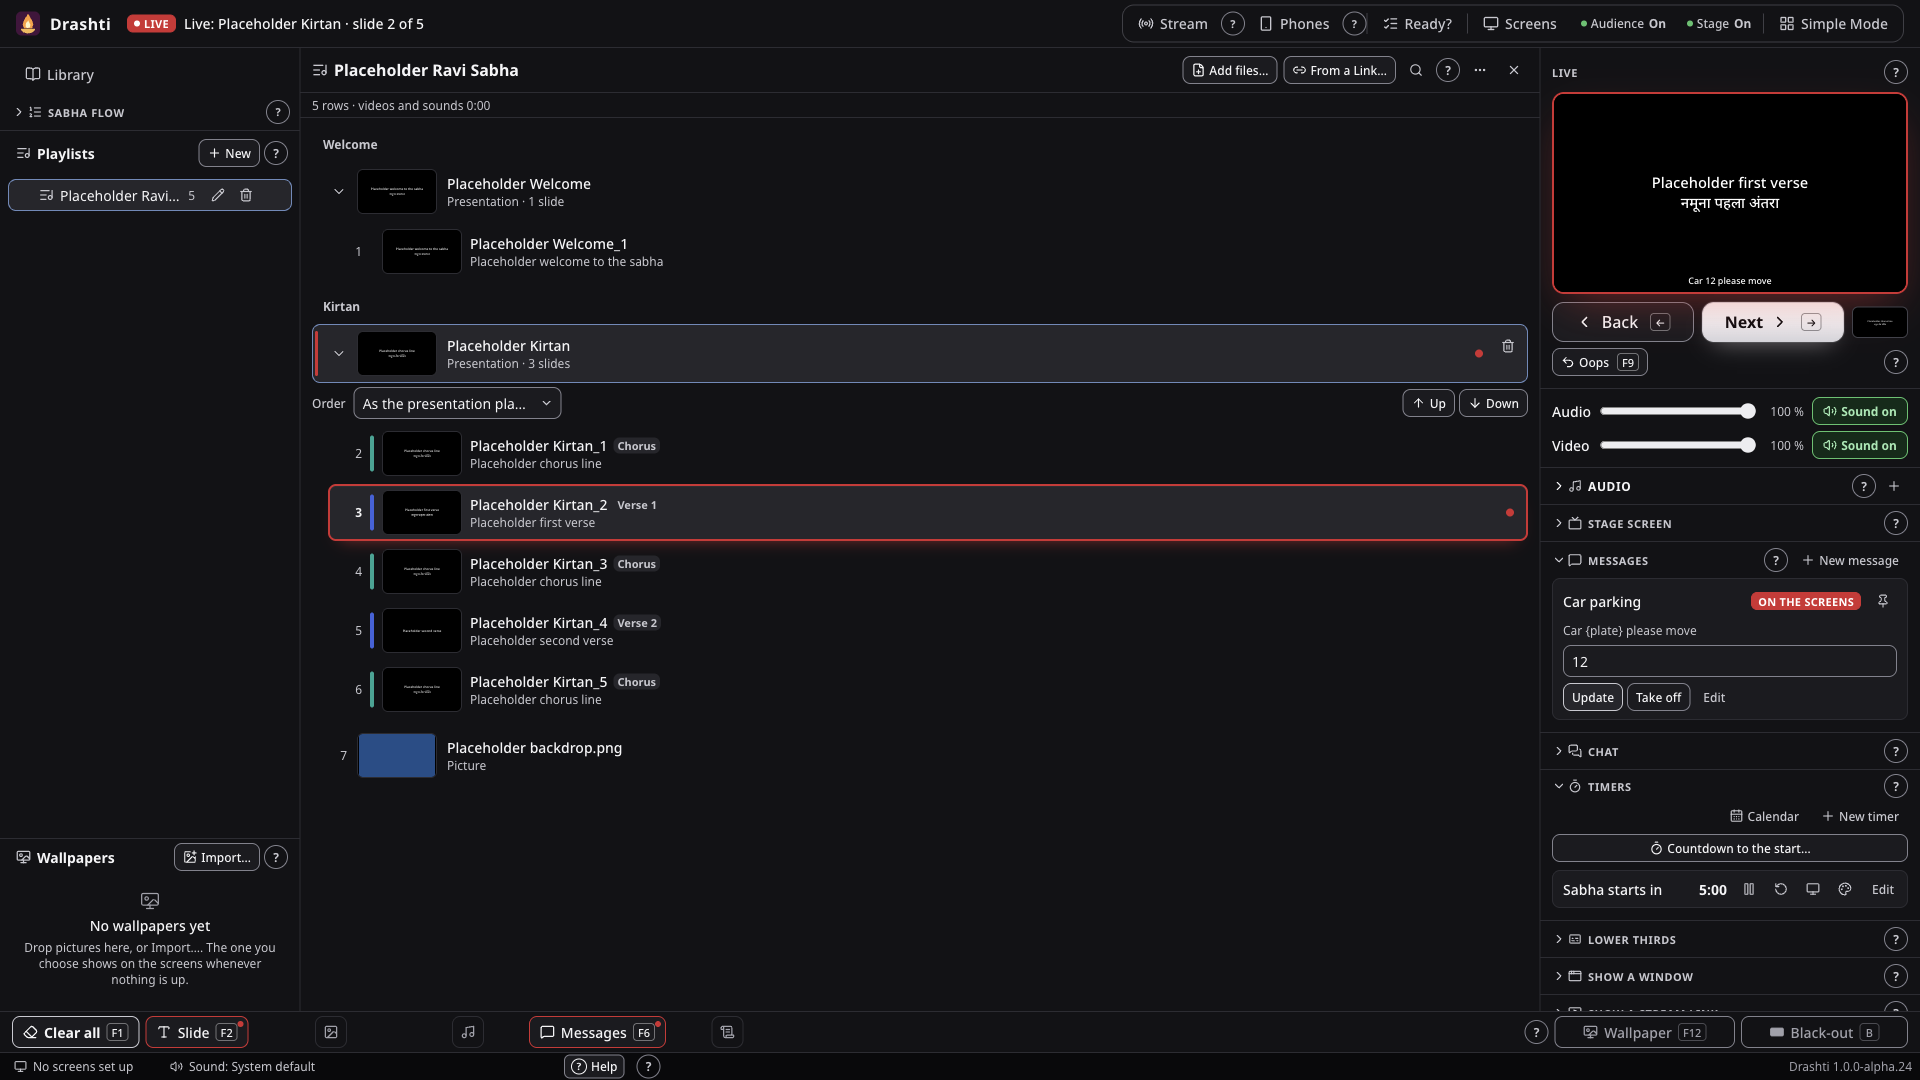 Drashti
LIVE
Live: Placeholder Kirtan · slide 2 of 5
Stream ?
Phones ?
Ready?
Screens
Audience On
Stage On
Simple Mode
Library
SABHA FLOW ?
Playlists
+ New ?
Placeholder Ravi... 5
Wallpapers
Import... ?
No wallpapers yet
Drop pictures here, or Import.... The one you
choose shows on the screens whenever
nothing is up.
Placeholder Ravi Sabha
Add files...
From a Link...
?
5 rows · videos and sounds 0:00
Welcome
Placeholder Welcome
Presentation · 1 slide
1
Placeholder Welcome_1
Placeholder welcome to the sabha
Kirtan
Placeholder Kirtan
Presentation · 3 slides
Order
As the presentation pla...
Up
Down
2
Placeholder Kirtan_1 Chorus
Placeholder chorus line
3
Placeholder Kirtan_2 Verse 1
Placeholder first verse
4
Placeholder Kirtan_3 Chorus
Placeholder chorus line
5
Placeholder Kirtan_4 Verse 2
Placeholder second verse
6
Placeholder Kirtan_5 Chorus
Placeholder chorus line
7
Placeholder backdrop.png
Picture
LIVE ?
Placeholder first verse
नमूना पहला अंतरा
Car 12 please move
Back ←
Next →
Oops F9 ?
Audio 100 % Sound on
Video 100 % Sound on
AUDIO ? +
STAGE SCREEN ?
MESSAGES ? + New message
Car parking ON THE SCREENS
Car {plate} please move
12
Update Take off Edit
CHAT ?
TIMERS ?
Calendar + New timer
Countdown to the start...
Sabha starts in 5:00 Edit
LOWER THIRDS ?
SHOW A WINDOW ?
Clear all F1
Slide F2
Messages F6
?
Wallpaper F12
Black-out B
No screens set up
Sound: System default
? Help ?
Drashti 1.0.0-alpha.24